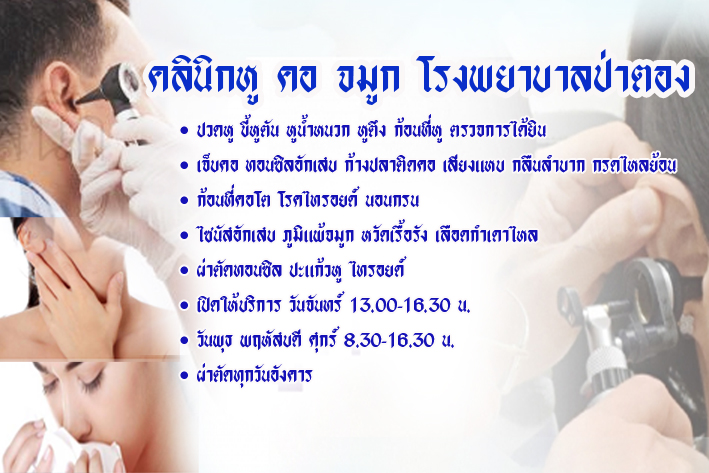 คลินิกหู คอ จมูก โรงพยาบาลป่าตอง
• ปวดหู ขี้หูตัน หูน้ำหนวก หูตึง ก้อนที่หู ตรวจการได้ยิน
• เจ็บคอ ทอนซิลอักเสบ ก้างปลาติดคอ เสียงแหบ กลืนลำบาก กรดไหลย้อน
• ก้อนที่คอโต โรคไทรอยด์ นอนกรน
• ไซนัสอักเสบ ภูมิแพ้จมูก หวัดเรื้อรัง เลือดกำเดาไหล
• ผ่าตัดทอนซิล ปะแก้วหู ไทรอยด์
• เปิดให้บริการ วันจันทร์ 13.00-16.30 น.
• วันพุธ พฤหัสบดี ศุกร์ 8.30-16.30 น.
• ผ่าตัดทุกวันอังคาร